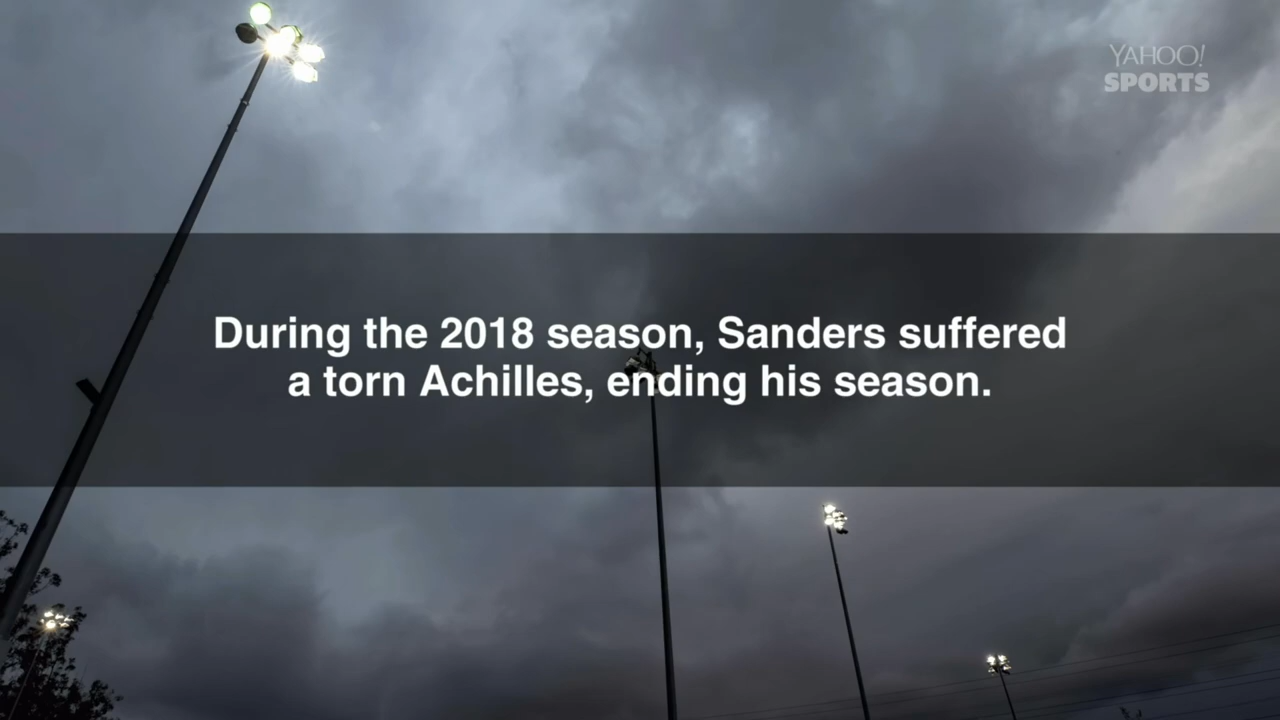 YAHOO!
SPORTS
During the 2018 season, Sanders suffered
a torn Achilles, ending his season.